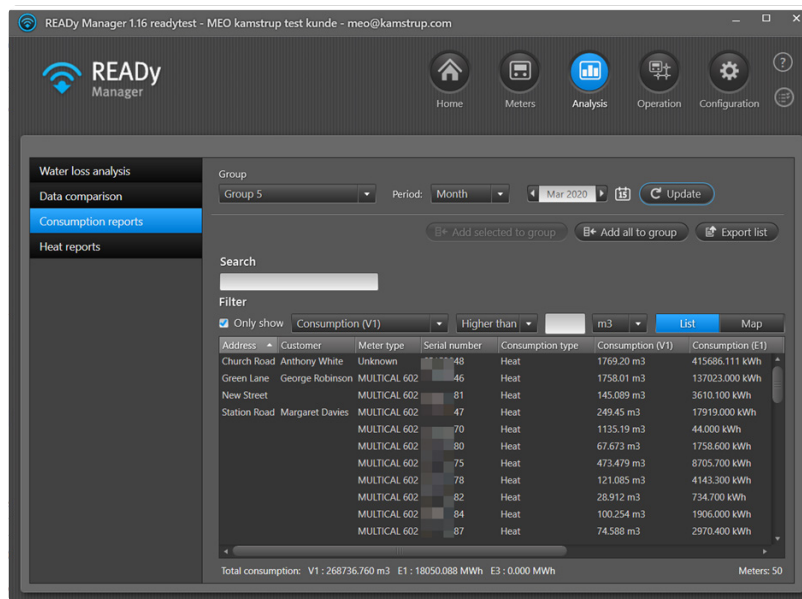 READy Manager 1.16 readytest - MEO kamstrup test kunde - meo@kamstrup.com
READy
Manager
Home Meters Analysis Operation Configuration
?
Water loss analysis
Data comparison
Consumption reports
Heat reports
Group
Group 5 Period: Month Mar 2020 15 Update
Add selected to group Add all to group Export list
Search
Filter
Only show Consumption (V1) Higher than m3 List Map
Address Customer Meter type Serial number Consumption type Consumption (V1) Consumption (E1)
Church Road Anthony White Unknown 48 Heat 1769.20 m3 415686.111 kWh
Green Lane George Robinson MULTICAL 602 46 Heat 1758.01 m3 137023.000 kWh
New Street MULTICAL 602 81 Heat 145.089 m3 3610.100 kWh
Station Road Margaret Davies MULTICAL 602 47 Heat 249.45 m3 17919.000 kWh
MULTICAL 602 70 Heat 1135.19 m3 44.000 kWh
MULTICAL 602 80 Heat 67.673 m3 1758.600 kWh
MULTICAL 602 75 Heat 473.479 m3 8705.700 kWh
MULTICAL 602 78 Heat 121.085 m3 4143.300 kWh
MULTICAL 602 82 Heat 28.912 m3 734.700 kWh
MULTICAL 602 84 Heat 100.254 m3 1906.000 kWh
MULTICAL 602 87 Heat 74.588 m3 2970.400 kWh
Total consumption: V1 : 268736.760 m3 E1 : 18050.088 MWh E3 : 0.000 MWh Meters: 50